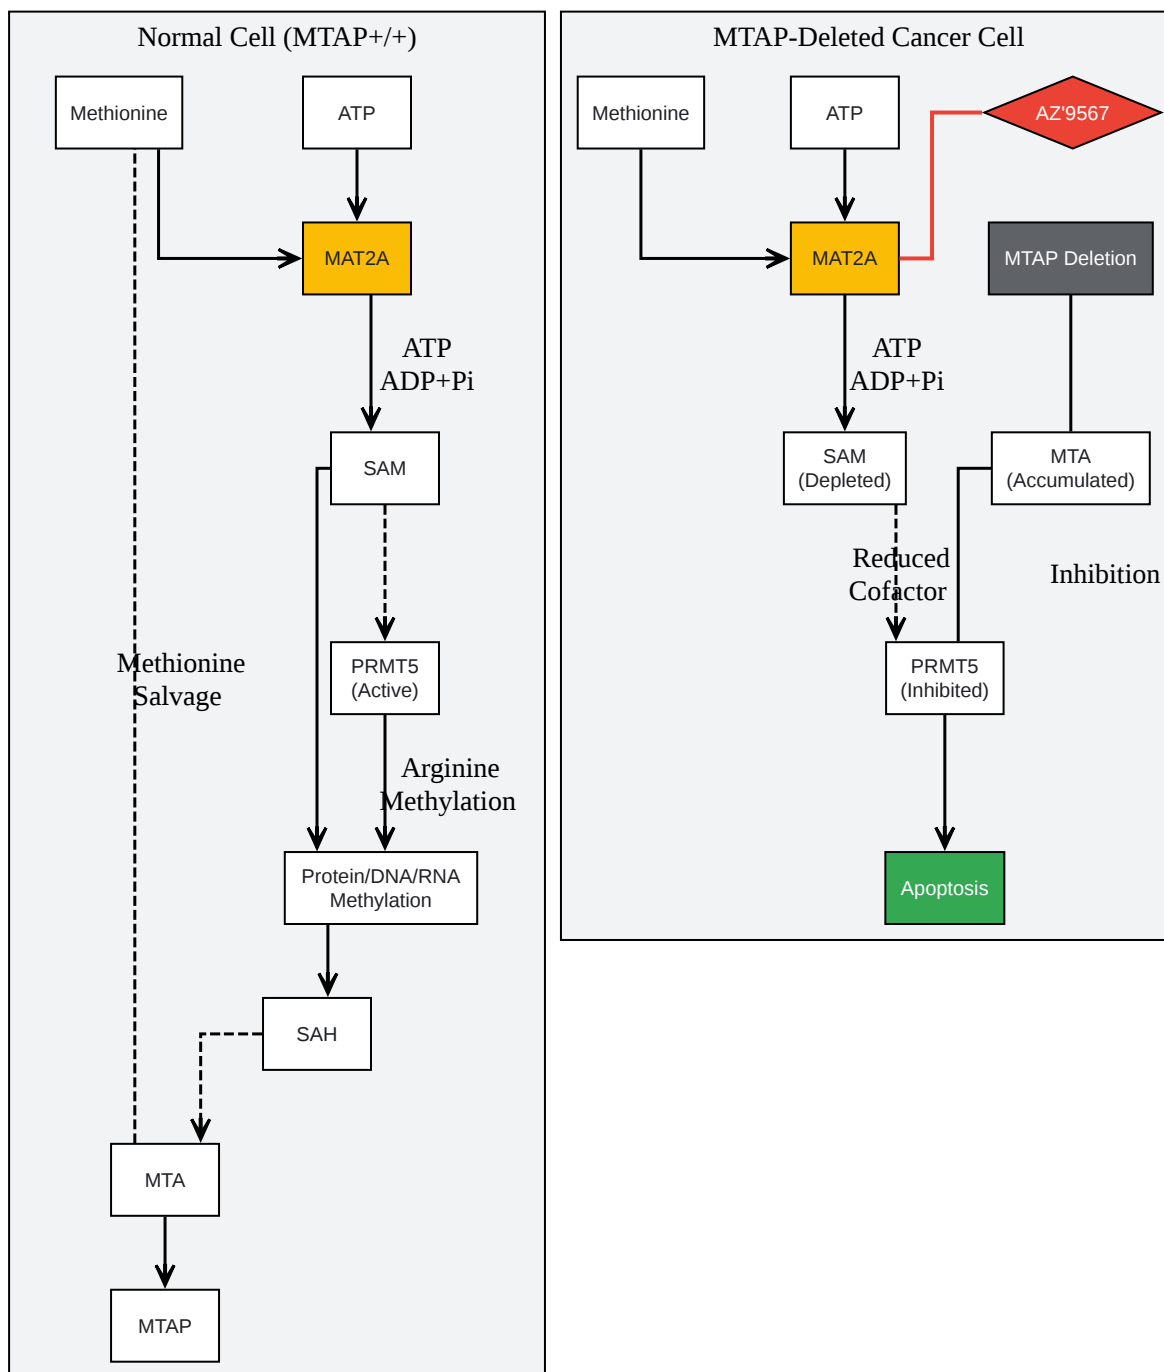 Normal Cell (MTAP+/+)
Methionine
ATP
MAT2A
ATP
ADP+Pi
SAM
Methionine
Salvage
PRMT5
(Active)
Arginine
Methylation
Protein/DNA/RNA
Methylation
SAH
MTA
MTAP
MTAP-Deleted Cancer Cell
Methionine
ATP
AZ'9567
MAT2A
MTAP Deletion
ATP
ADP+Pi
SAM
(Depleted)
MTA
(Accumulated)
Reduced
Cofactor
Inhibition
PRMT5
(Inhibited)
Apoptosis